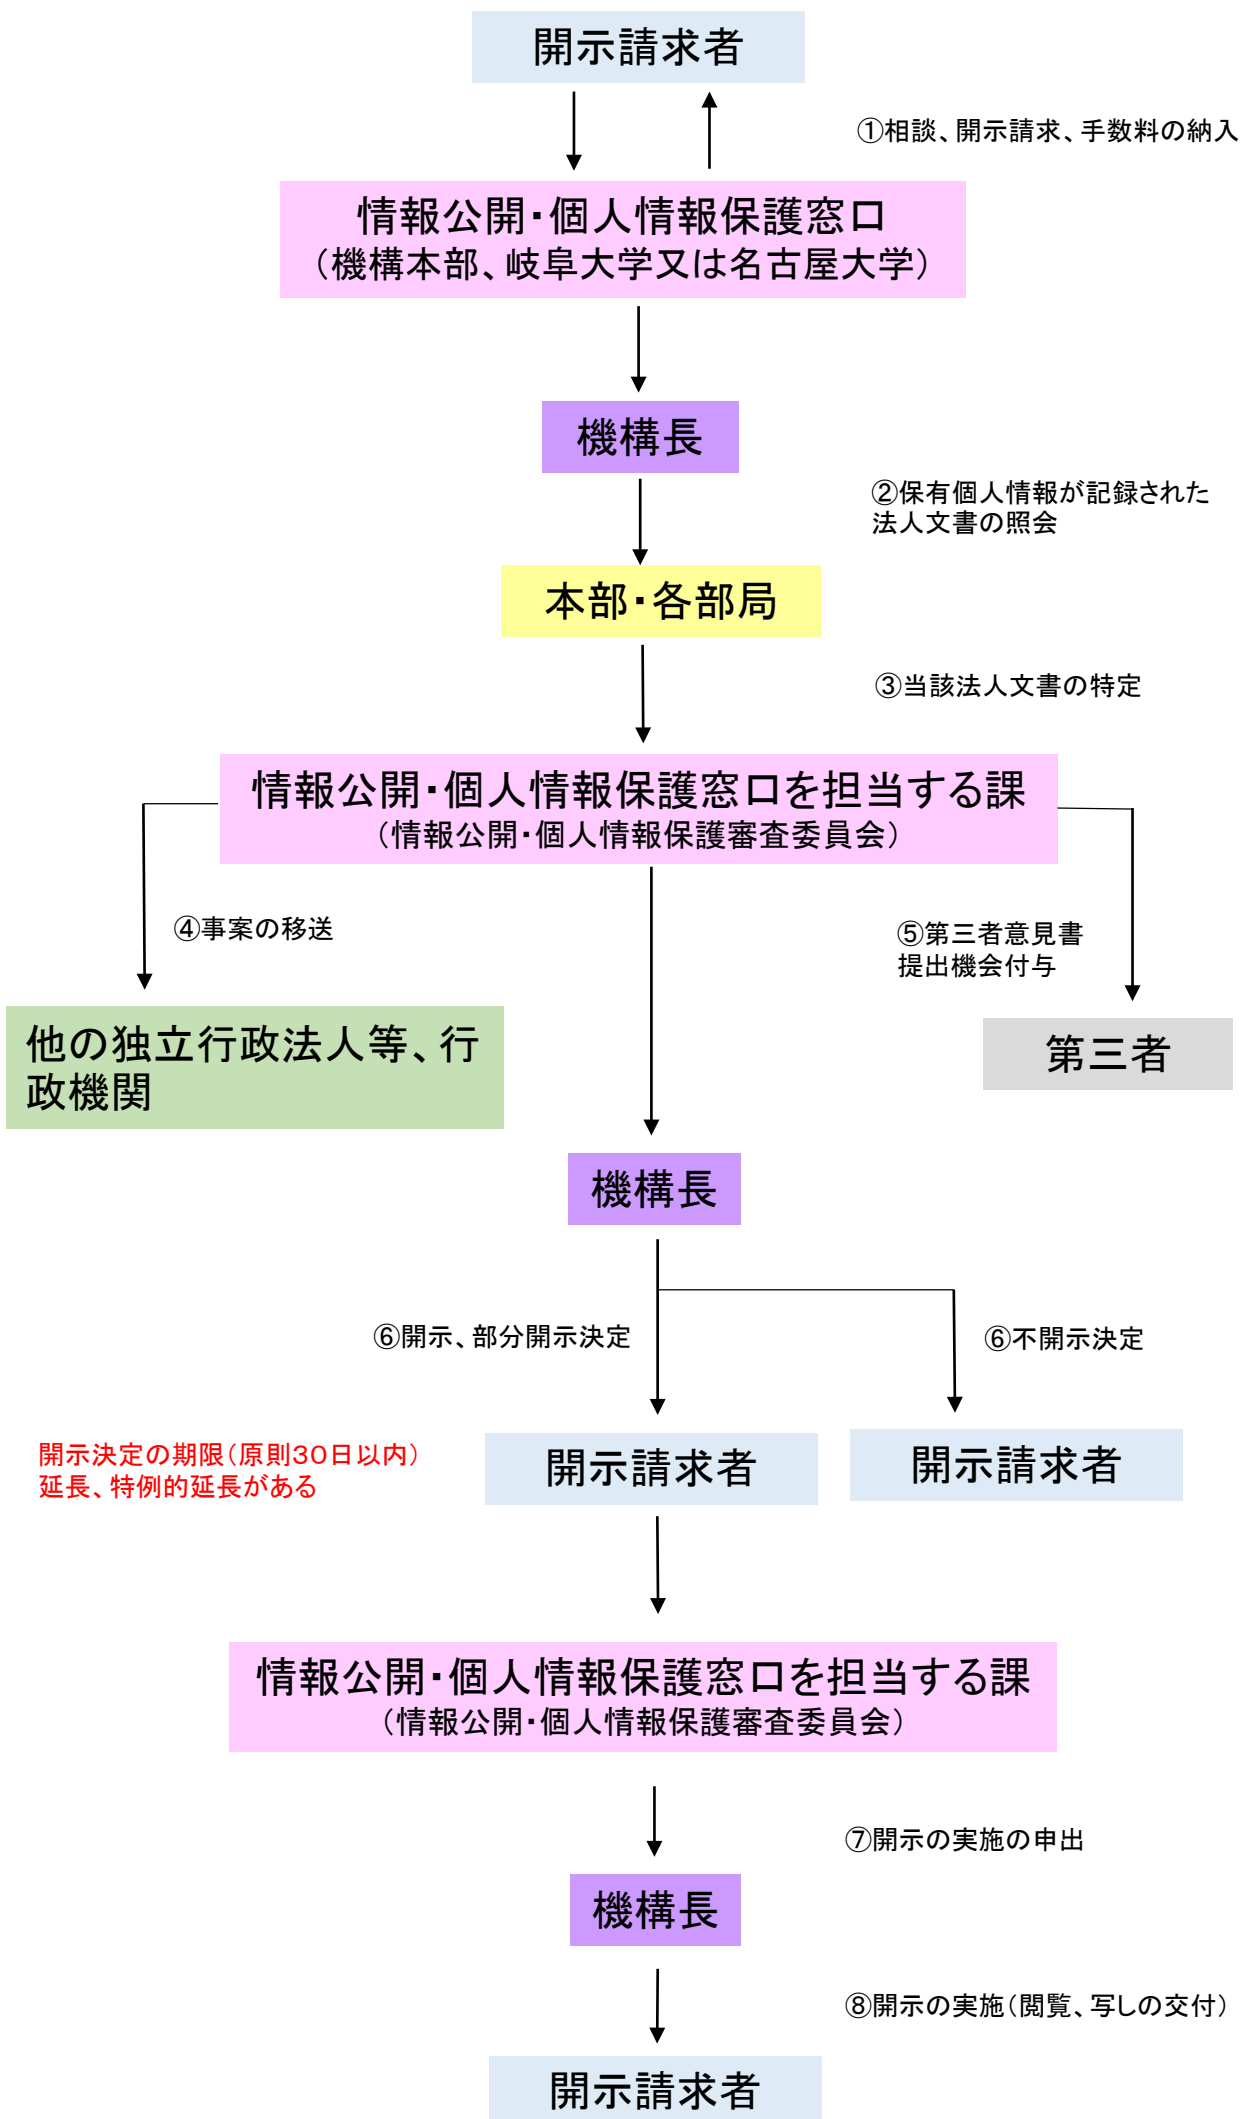 開示請求者
①相談、開示請求、手数料の納入
情報公開・個人情報保護窓口
（機構本部、岐阜大学又は名古屋大学）
機構長
②保有個人情報が記録された
法人文書の照会
本部・各部局
③当該法人文書の特定
情報公開・個人情報保護窓口を担当する課
（情報公開・個人情報保護審査委員会）
④事案の移送
⑤第三者意見書
提出機会付与
他の独立行政法人等、行
政機関
第三者
機構長
⑥開示、部分開示決定
⑥不開示決定
開示決定の期限（原則３０日以内）
延長、特例的延長がある
開示請求者
開示請求者
情報公開・個人情報保護窓口を担当する課
（情報公開・個人情報保護審査委員会）
⑦開示の実施の申出
機構長
⑧開示の実施（閲覧、写しの交付）
開示請求者